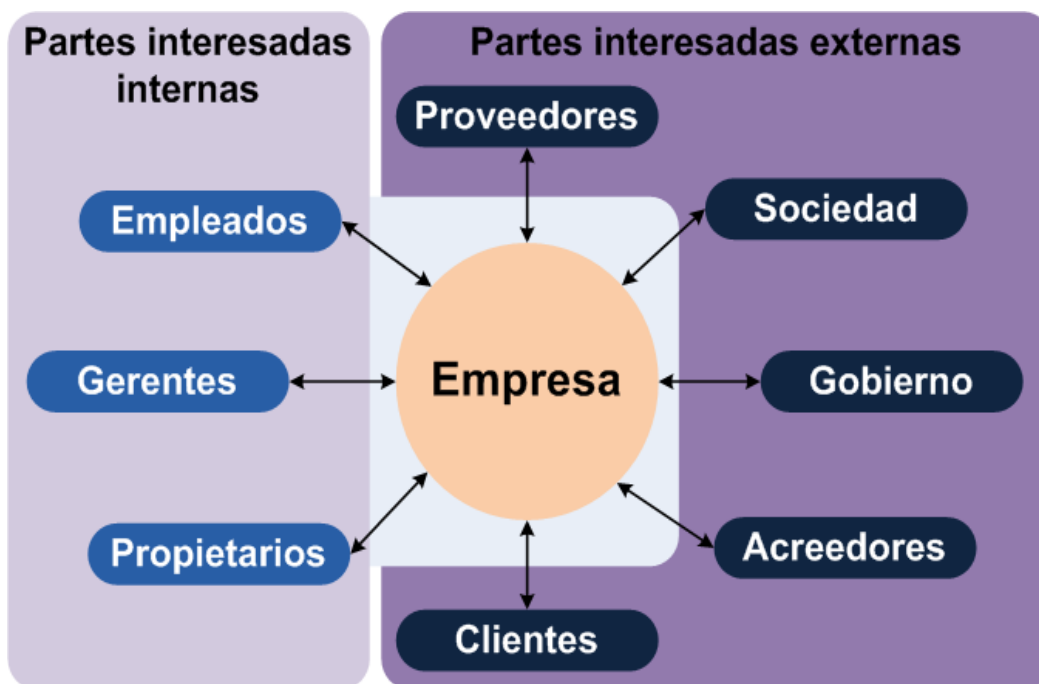 Partes interesadas
internas
Partes interesadas externas
Proveedores
Empleados
Sociedad
Gerentes
Empresa
Gobierno
Propietarios
Acreedores
Clientes